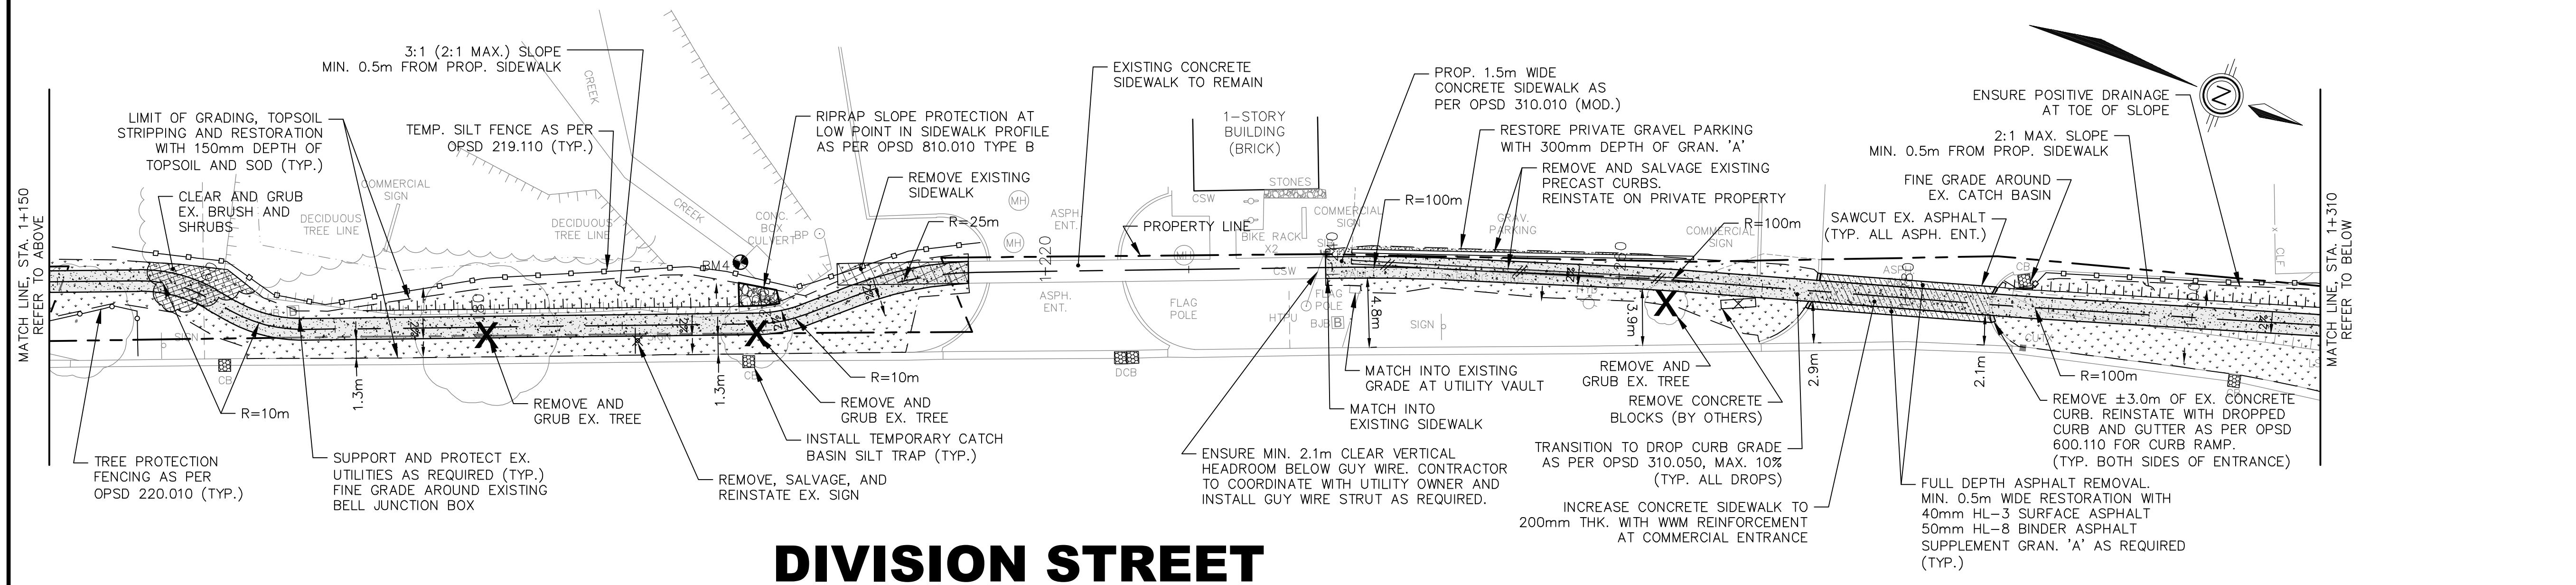 MATCH LINE, STA. 1+150
REFER TO ABOVE
3:1 (2:1 MAX.) SLOPE
MIN. 0.5m FROM PROP. SIDEWALK
LIMIT OF GRADING, TOPSOIL
STRIPPING AND RESTORATION
WITH 150mm DEPTH OF
TOPSOIL AND SOD (TYP.)
TEMP. SILT FENCE AS PER
OPSD 219.110 (TYP.)
CLEAR AND GRUB
EX. BRUSH AND
SHRUBS
COMMERCIAL
SIGN
DECIDUOUS
TREE LINE
DECIDUOUS
TREE LINE
CREEK
CREEK
CONC.
BOX
CULVERT
BP
BM4
RIPRAP SLOPE PROTECTION AT
LOW POINT IN SIDEWALK PROFILE
AS PER OPSD 810.010 TYPE B
REMOVE EXISTING
SIDEWALK
R=25m
MH
MH
ASPH.
ENT.
1+220
EXISTING CONCRETE
SIDEWALK TO REMAIN
PROPERTY LINE
MH
CSW
1-STORY
BUILDING
(BRICK)
STONES
BIKE RACK
X2
COMMERCIAL
SIGN
CSW
PROP. 1.5m WIDE
CONCRETE SIDEWALK AS
PER OPSD 310.010 (MOD.)
RESTORE PRIVATE GRAVEL PARKING
WITH 300mm DEPTH OF GRAN. 'A'
REMOVE AND SALVAGE EXISTING
PRECAST CURBS.
REINSTATE ON PRIVATE PROPERTY
R=100m
GRAV.
PARKING
R=100m
COMMERCIAL
SIGN
ENSURE POSITIVE DRAINAGE
AT TOE OF SLOPE
2:1 MAX. SLOPE
MIN. 0.5m FROM PROP. SIDEWALK
FINE GRADE AROUND
EX. CATCH BASIN
SAWCUT EX. ASPHALT
(TYP. ALL ASPH. ENT.)
N
CB
CLF
MATCH LINE, STA. 1+310
REFER TO BELOW
2%
2%
2%
2%
2%
2%
CB
R=10m
1.3m
1.3m
CB
REMOVE AND
GRUB EX. TREE
R=10m
REMOVE AND
GRUB EX. TREE
INSTALL TEMPORARY CATCH
BASIN SILT TRAP (TYP.)
TREE PROTECTION
FENCING AS PER
OPSD 220.010 (TYP.)
SUPPORT AND PROTECT EX.
UTILITIES AS REQUIRED (TYP.)
FINE GRADE AROUND EXISTING
BELL JUNCTION BOX
REMOVE, SALVAGE, AND
REINSTATE EX. SIGN
ASPH.
ENT.
DCB
FLAG
POLE
FLAG
POLE
BJB B
SIGN
4.8m
3.9m
2.9m
2.1m
MATCH INTO EXISTING
GRADE AT UTILITY VAULT
MATCH INTO
EXISTING SIDEWALK
ENSURE MIN. 2.1m CLEAR VERTICAL
HEADROOM BELOW GUY WIRE. CONTRACTOR
TO COORDINATE WITH UTILITY OWNER AND
INSTALL GUY WIRE STRUT AS REQUIRED.
REMOVE AND
GRUB EX. TREE
REMOVE CONCRETE
BLOCKS (BY OTHERS)
TRANSITION TO DROP CURB GRADE
AS PER OPSD 310.050, MAX. 10%
(TYP. ALL DROPS)
INCREASE CONCRETE SIDEWALK TO
200mm THK. WITH WWM REINFORCEMENT
AT COMMERCIAL ENTRANCE
R=100m
REMOVE ±3.0m OF EX. CONCRETE
CURB. REINSTATE WITH DROPPED
CURB AND GUTTER AS PER OPSD
600.110 FOR CURB RAMP.
(TYP. BOTH SIDES OF ENTRANCE)
FULL DEPTH ASPHALT REMOVAL.
MIN. 0.5m WIDE RESTORATION WITH
40mm HL-3 SURFACE ASPHALT
50mm HL-8 BINDER ASPHALT
SUPPLEMENT GRAN. 'A' AS REQUIRED
(TYP.)
DIVISION STREET